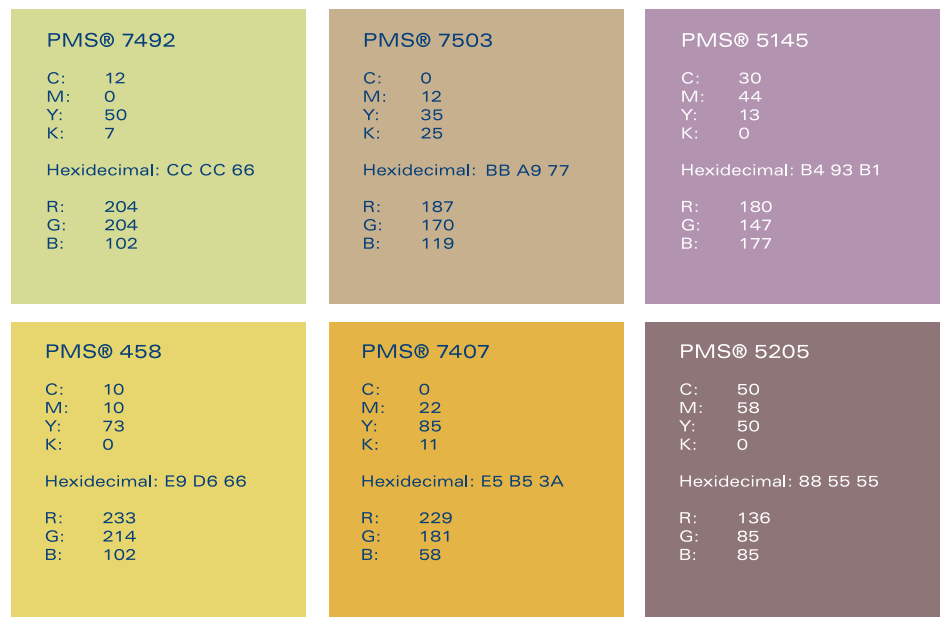 PMS® 7492
C: 12
M: 0
Y: 50
K: 7
Hexidecimal: CC CC 66
R: 204
G: 204
B: 102
PMS® 7503
C: 0
M: 12
Y: 35
K: 25
Hexidecimal: BB A9 77
R: 187
G: 170
B: 119
PMS® 5145
C: 30
M: 44
Y: 13
K: 0
Hexidecimal: B4 93 B1
R: 180
G: 147
B: 177
PMS® 458
C: 10
M: 10
Y: 73
K: 0
Hexidecimal: E9 D6 66
R: 233
G: 214
B: 102
PMS® 7407
C: 0
M: 22
Y: 85
K: 11
Hexidecimal: E5 B5 3A
R: 229
G: 181
B: 58
PMS® 5205
C: 50
M: 58
Y: 50
K: 0
Hexidecimal: 88 55 55
R: 136
G: 85
B: 85